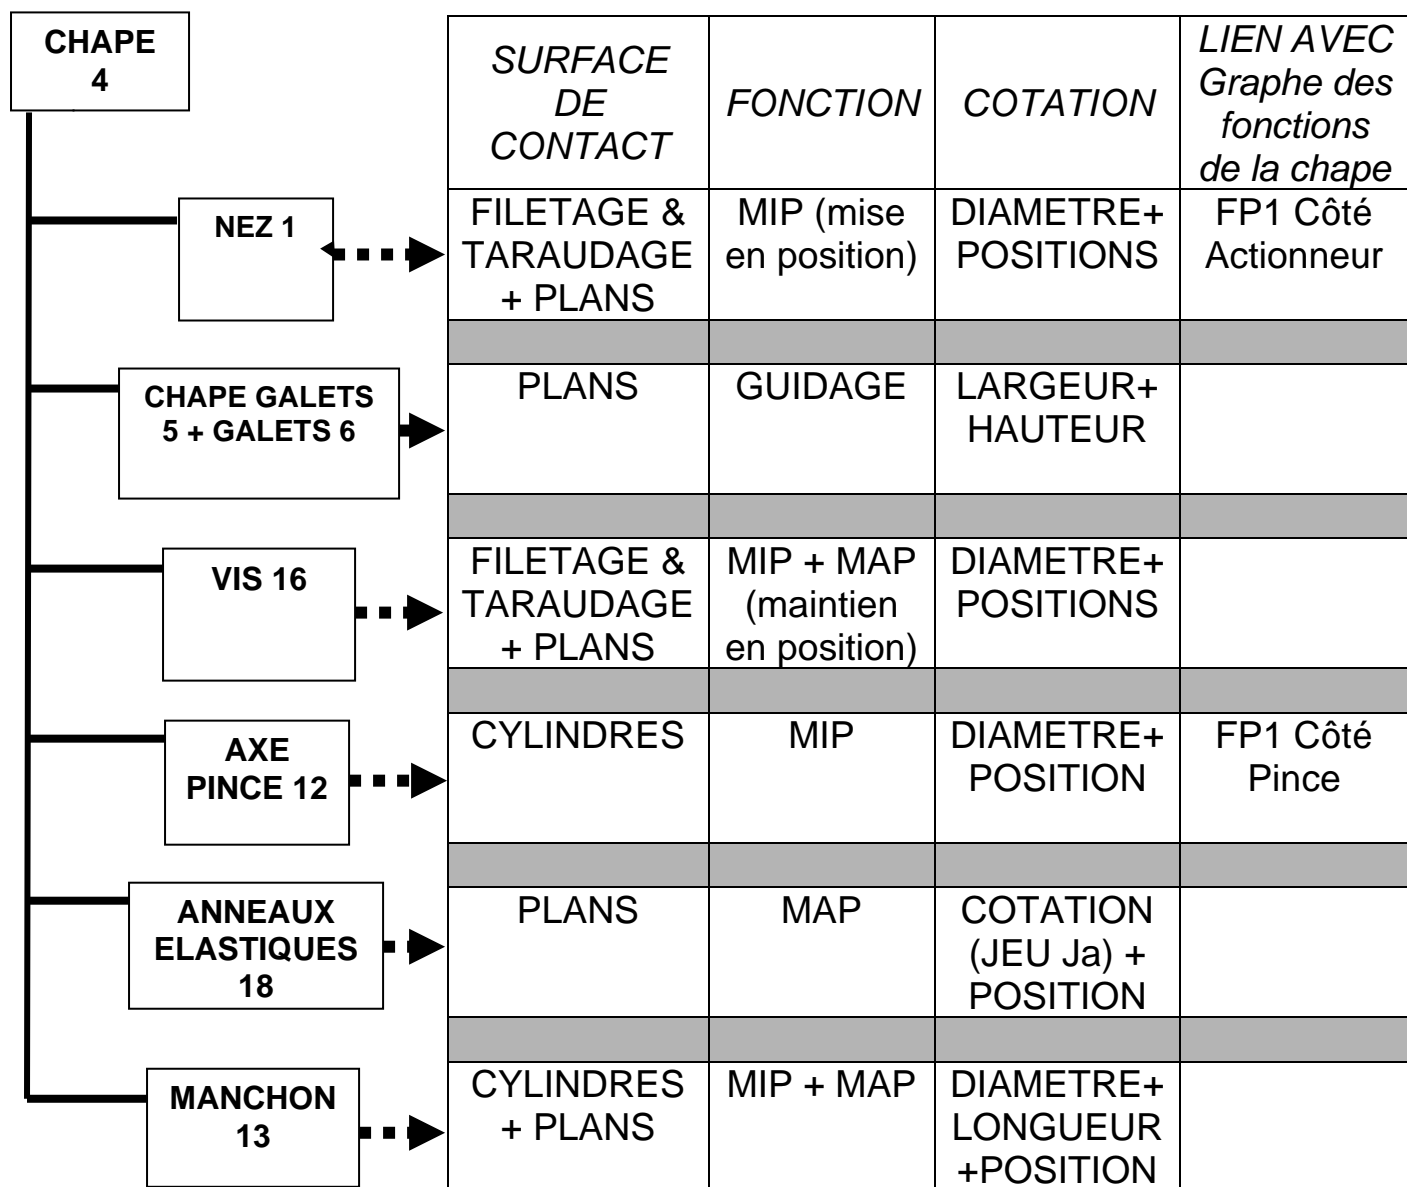 CHAPE
4
SURFACE
DE
CONTACT
FONCTION
COTATION
LIEN AVEC
Graphe des
fonctions
de la chape
NEZ 1
FILETAGE &
TARAUDAGE
+ PLANS
MIP (mise
en position)
DIAMETRE+
POSITIONS
FP1 Côté
Actionneur
CHAPE GALETS
5 + GALETS 6
PLANS
GUIDAGE
LARGEUR+
HAUTEUR
VIS 16
FILETAGE &
TARAUDAGE
+ PLANS
MIP + MAP
(maintien
en position)
DIAMETRE+
POSITIONS
AXE
PINCE 12
CYLINDRES
MIP
DIAMETRE+
POSITION
FP1 Côté
Pince
ANNEAUX
ELASTIQUES
18
PLANS
MAP
COTATION
(JEU Ja) +
POSITION
MANCHON
13
CYLINDRES
+ PLANS
MIP + MAP
DIAMETRE+
LONGUEUR
+POSITION